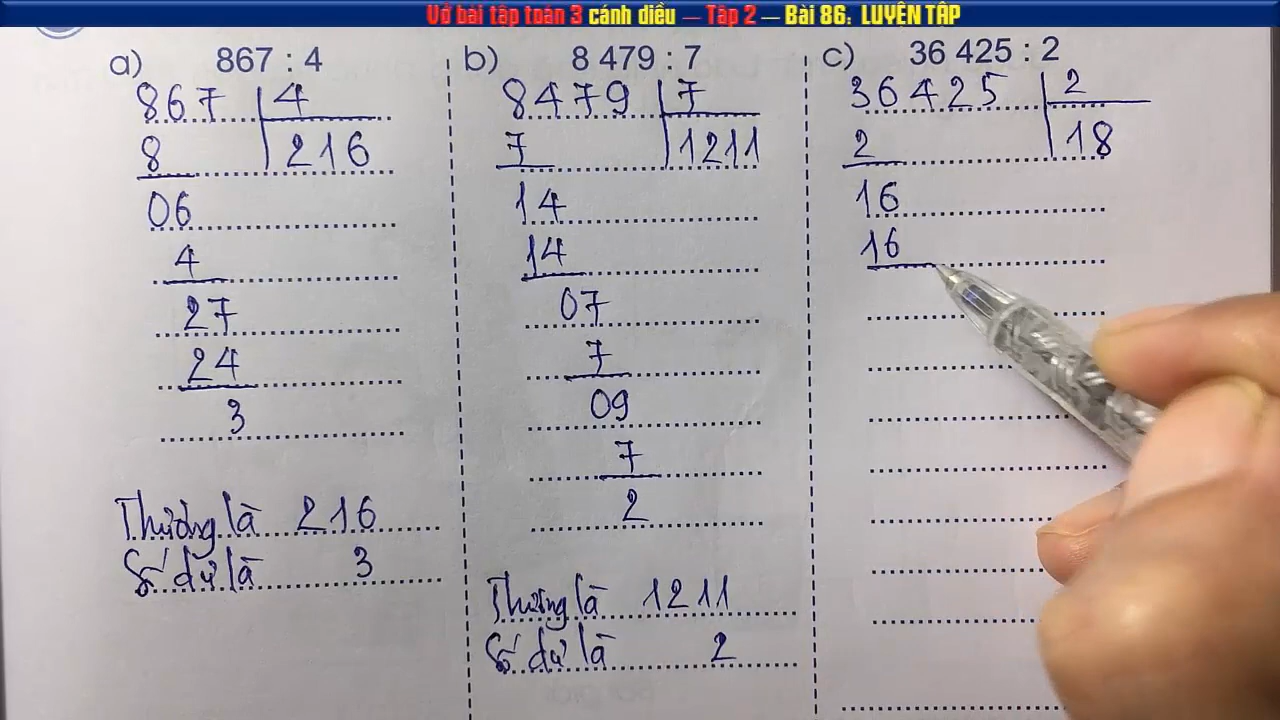 Vở bài tập toán 3 cánh diều – Tập 2 – Bài 86: LUYỆN TẬP
a) 867 : 4
867 4
8 216
06
4
27
24
3
Thương là 216
Số dư là 3
b) 8 479 : 7
8479 7
7 1211
14
14
07
7
09
7
2
Thương là 1211
Số dư là 2
c) 36 425 : 2
36425 2
2 18
16
16